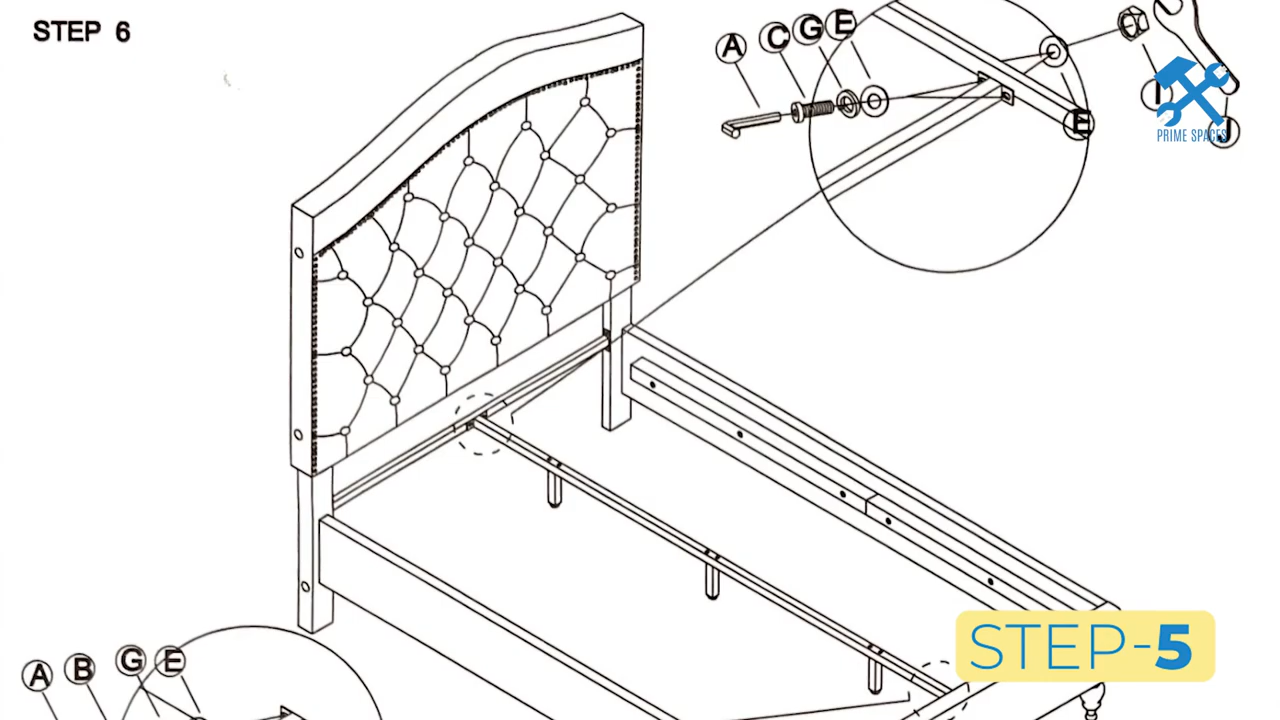 STEP 6
A C G E
I
E
J
PRIME SPACES
STEP-5
A B G E